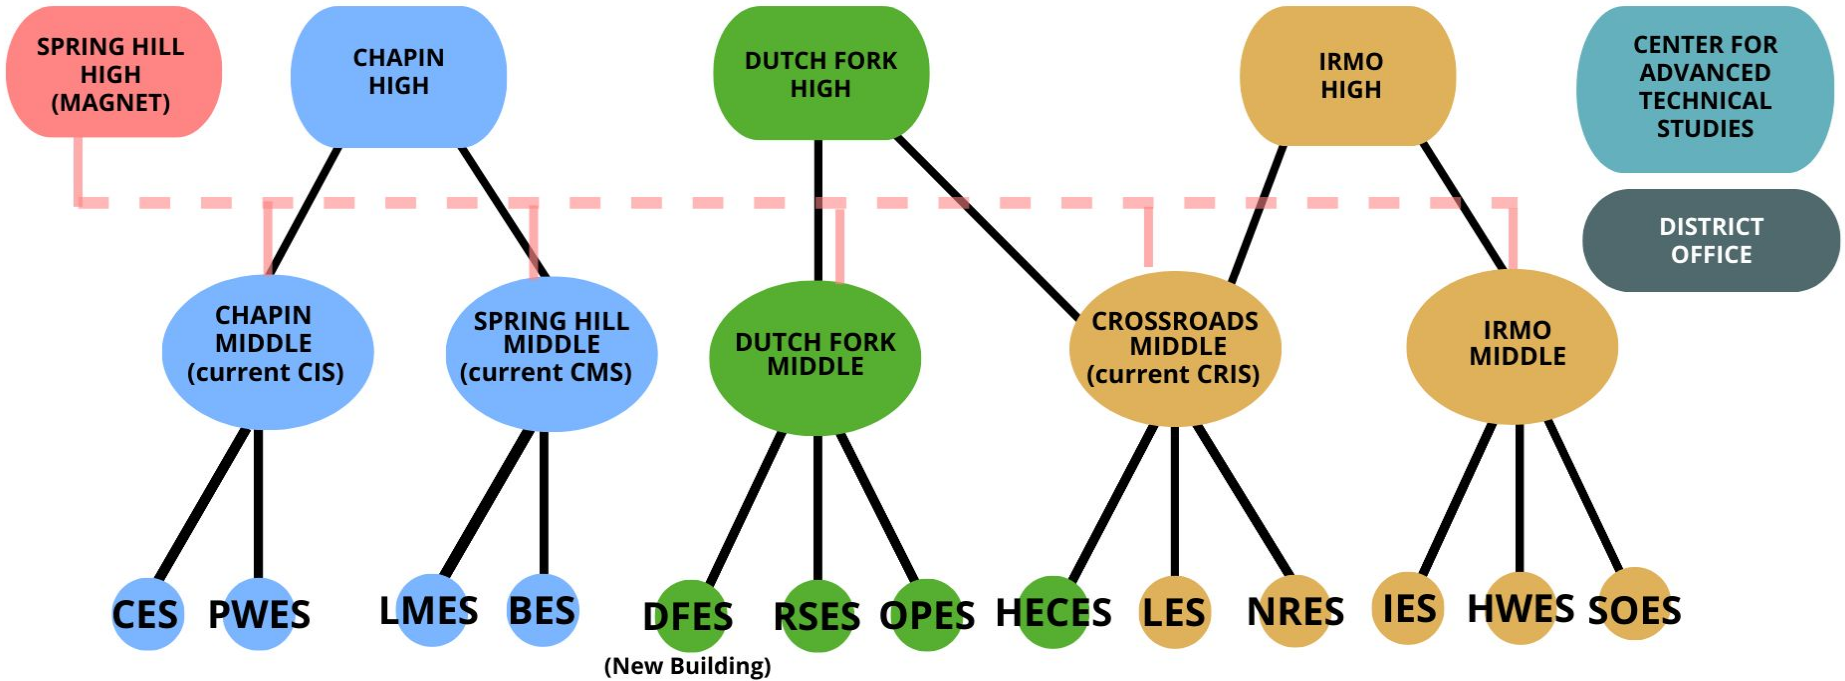 SPRING HILL
HIGH
(MAGNET)
CHAPIN
HIGH
DUTCH FORK
HIGH
IRMO
HIGH
CENTER FOR
ADVANCED
TECHNICAL
STUDIES
DISTRICT
OFFICE
CHAPIN
MIDDLE
(current CIS)
SPRING HILL
MIDDLE
(current CMS)
DUTCH FORK
MIDDLE
CROSSROADS
MIDDLE
(current CRIS)
IRMO
MIDDLE
CES
PWES
LMES
BES
DFES
(New Building)
RSES
OPES
HECES
LES
NRES
IES
HWES
SOES